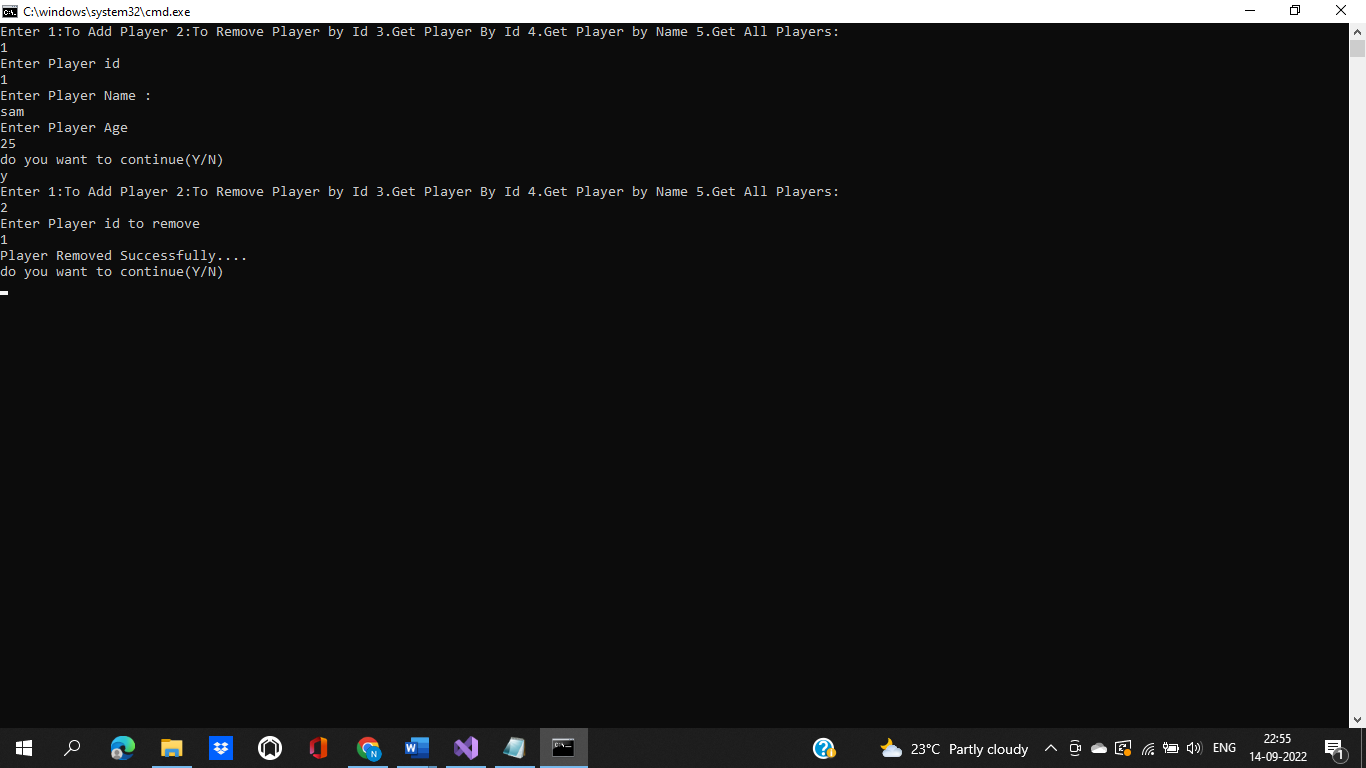 C:\windows\system32\cmd.exe
Enter 1:To Add Player 2:To Remove Player by Id 3.Get Player By Id 4.Get Player by Name 5.Get All Players:
1
Enter Player id
1
Enter Player Name :
sam
Enter Player Age
25
do you want to continue(Y/N)
y
Enter 1:To Add Player 2:To Remove Player by Id 3.Get Player By Id 4.Get Player by Name 5.Get All Players:
2
Enter Player id to remove
1
Player Removed Successfully....
do you want to continue(Y/N)
23°C Partly cloudy
ENG
22:55
14-09-2022
1